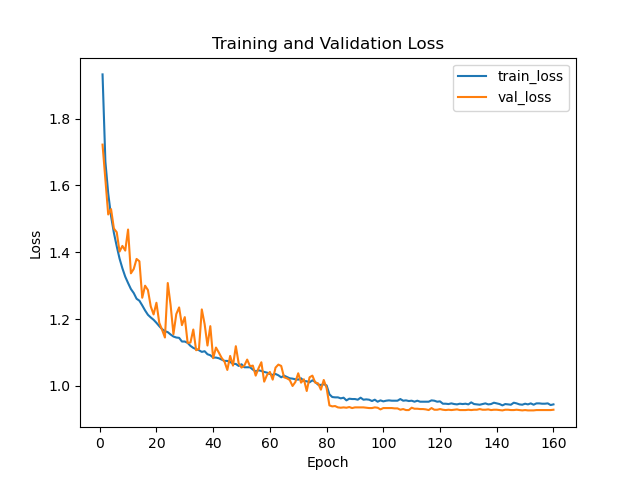 Training and Validation Loss
train_loss
val_loss
Loss
1.8
1.6
1.4
1.2
1.0
0 20 40 60 80 100 120 140 160
Epoch